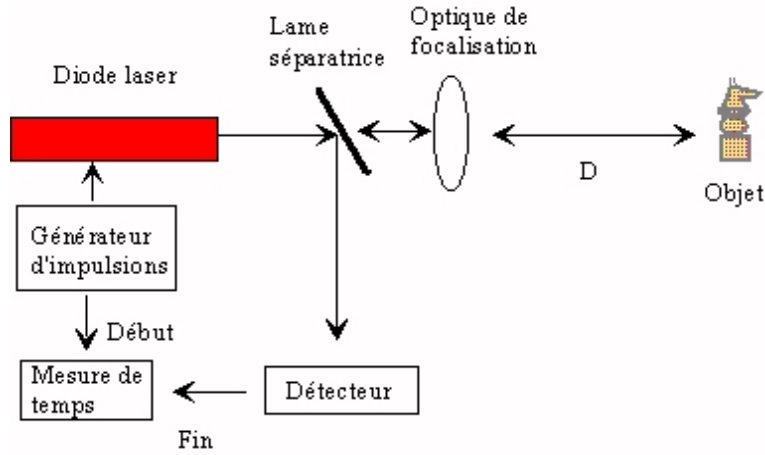 Lame
séparatrice
Optique de
focalisation
Diode laser
D
Objet
Générateur
d'impulsions
Début
Mesure de
temps
Détecteur
Fin